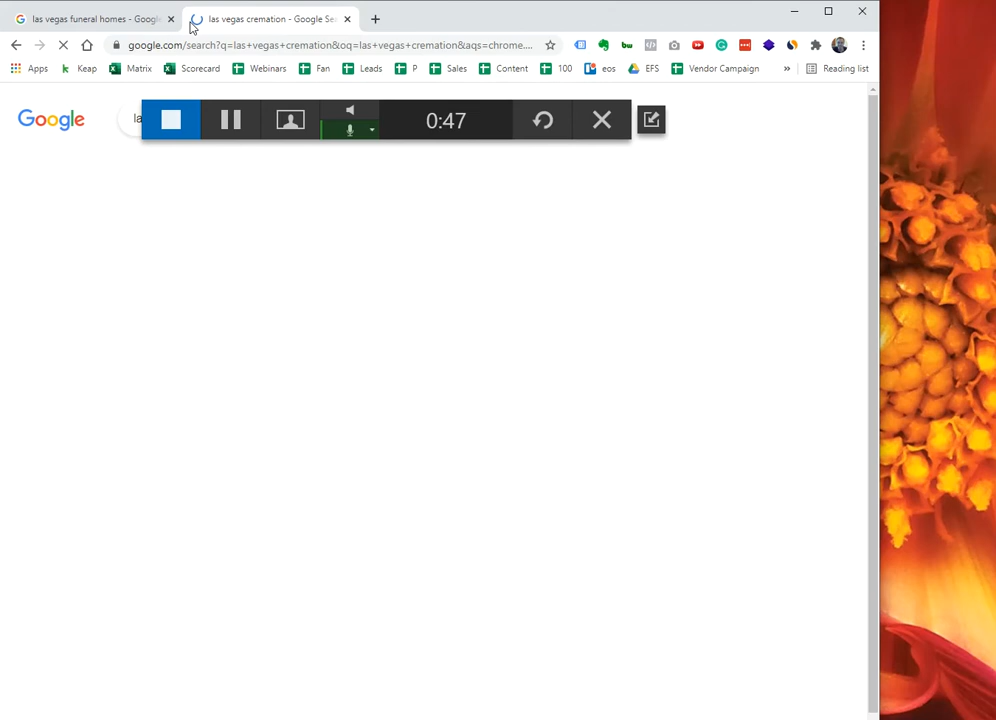 las vegas funeral homes - Google
las vegas cremation - Google Se
google.com/search?q=las+vegas+cremation&oq=las+vegas+cremation&aqs=chrome....
Apps Keap Matrix Scorecard Webinars Fan Leads P Sales Content 100 eos EFS Vendor Campaign » Reading list
Google la 0:47